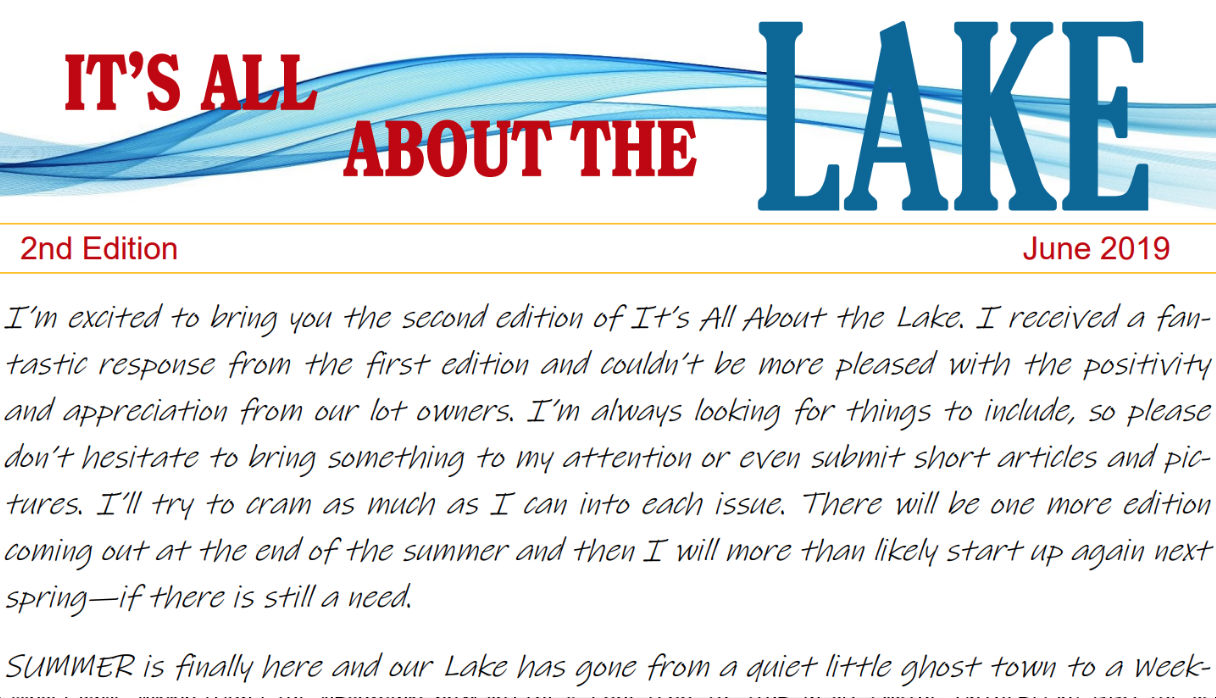 IT'S ALL
ABOUT THE
LAKE
2nd Edition June 2019
I'm excited to bring you the second edition of It's All About the Lake. I received a fan-
tastic response from the first edition and couldn't be more pleased with the positivity
and appreciation from our lot owners. I'm always looking for things to include, so please
don't hesitate to bring something to my attention or even submit short articles and pic-
tures. I'll try to cram as much as I can into each issue. There will be one more edition
coming out at the end of the summer and then I will more than likely start up again next
spring—if there is still a need.
SUMMER is finally here and our Lake has gone from a quiet little ghost town to a Week-